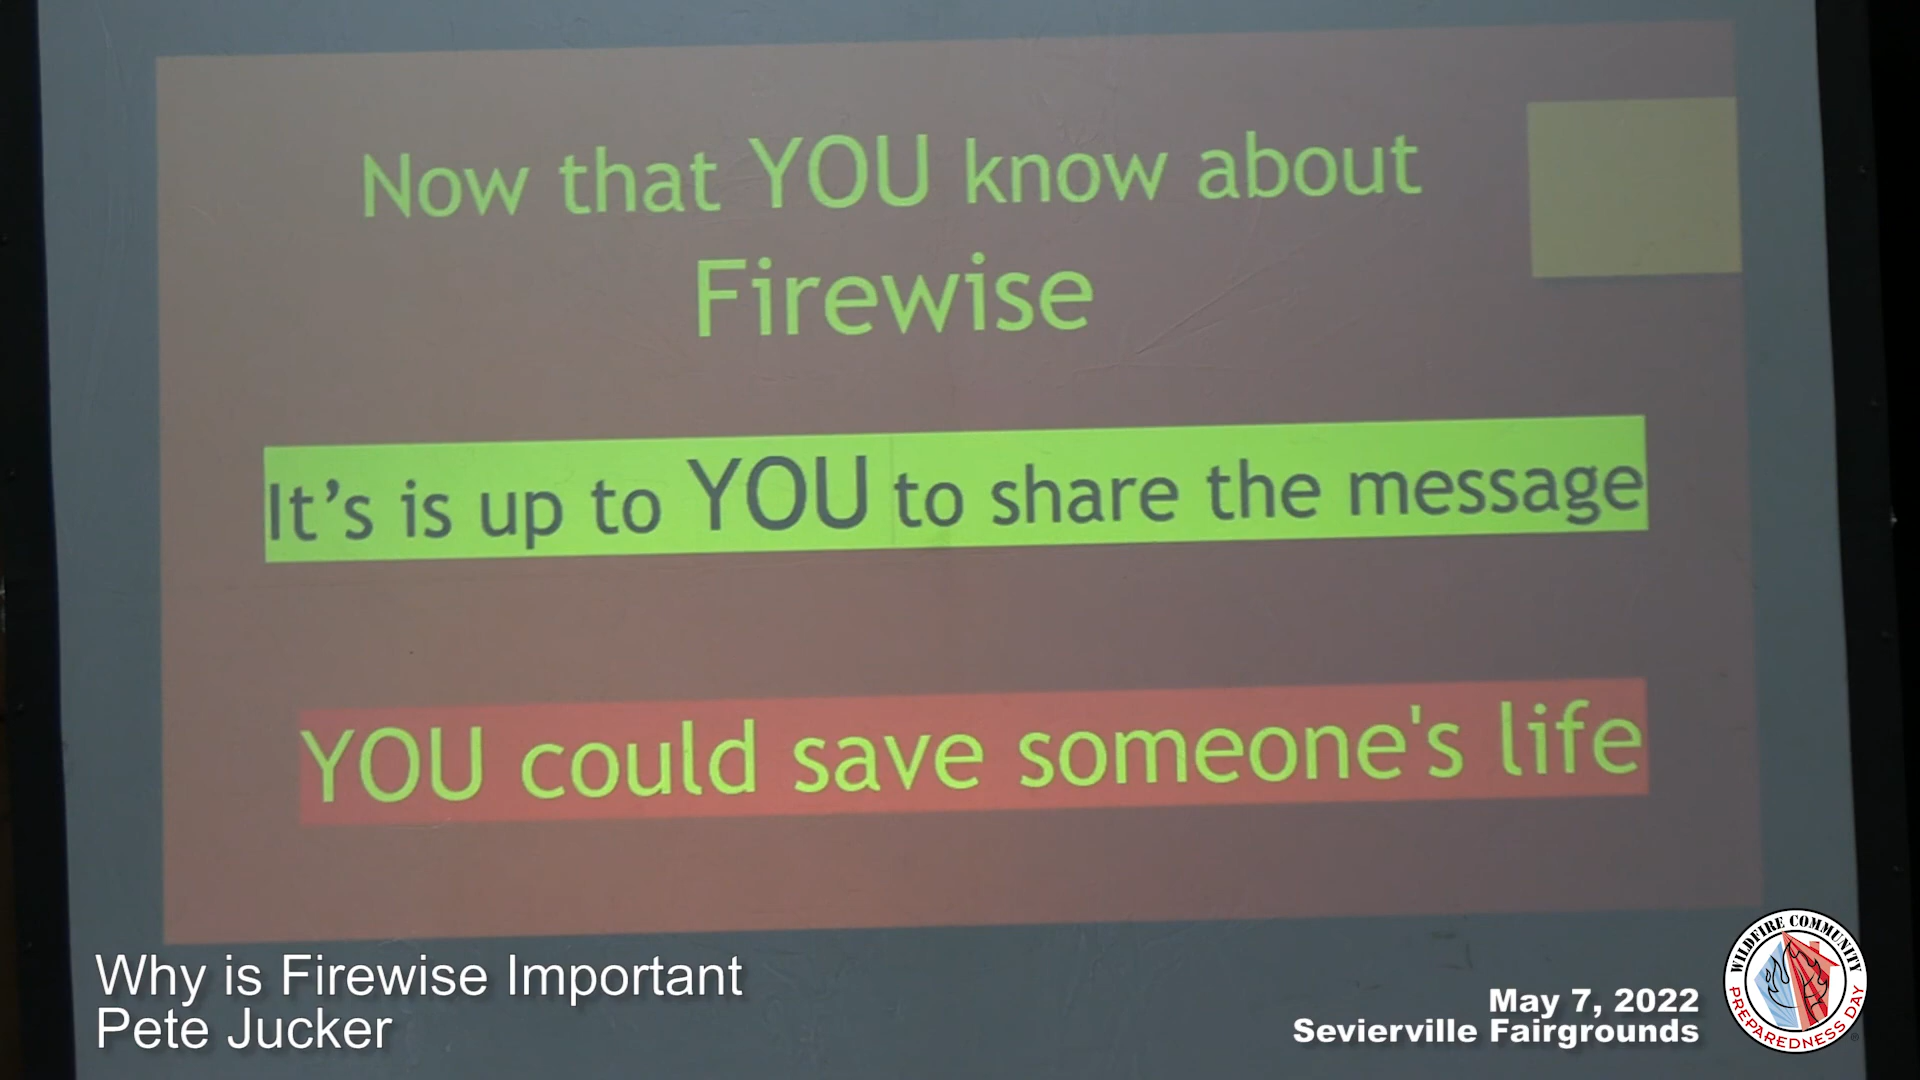 Now that YOU know about
Firewise
It’s is up to YOU to share the message
YOU could save someone's life
Why is Firewise Important
Pete Jucker
May 7, 2022
Sevierville Fairgrounds
WILDFIRE COMMUNITY
PREPAREDNESS DAY
®